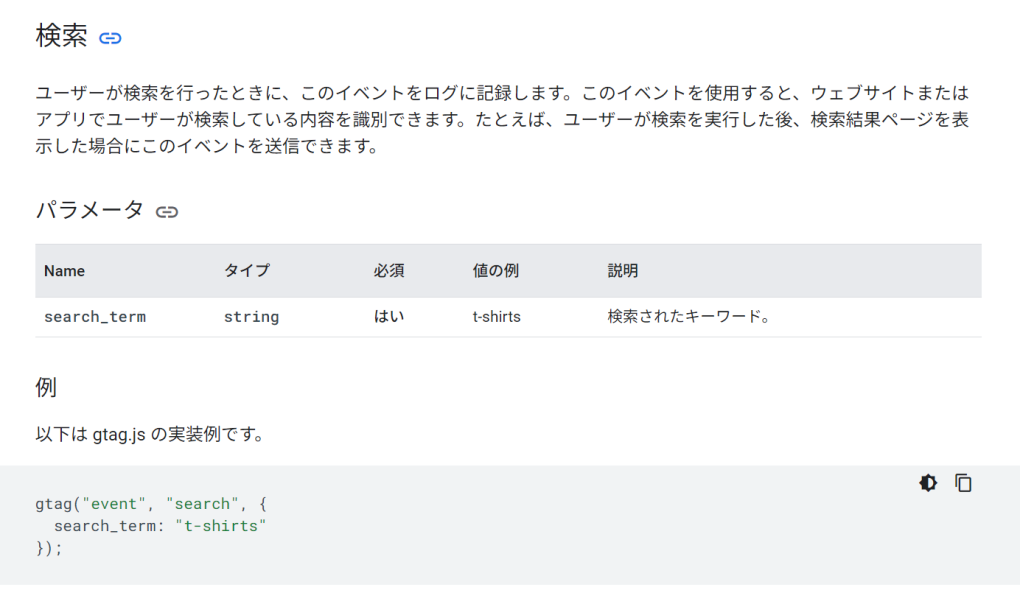 検索
ユーザーが検索を行ったときに、このイベントをログに記録します。このイベントを使用すると、ウェブサイトまたは
アプリでユーザーが検索している内容を識別できます。たとえば、ユーザーが検索を実行した後、検索結果ページを表
示した場合にこのイベントを送信できます。
パラメータ
Name タイプ 必須 値の例 説明
search_term string はい t-shirts 検索されたキーワード。
例
以下は gtag.js の実装例です。
gtag("event", "search", {
  search_term: "t-shirts"
});